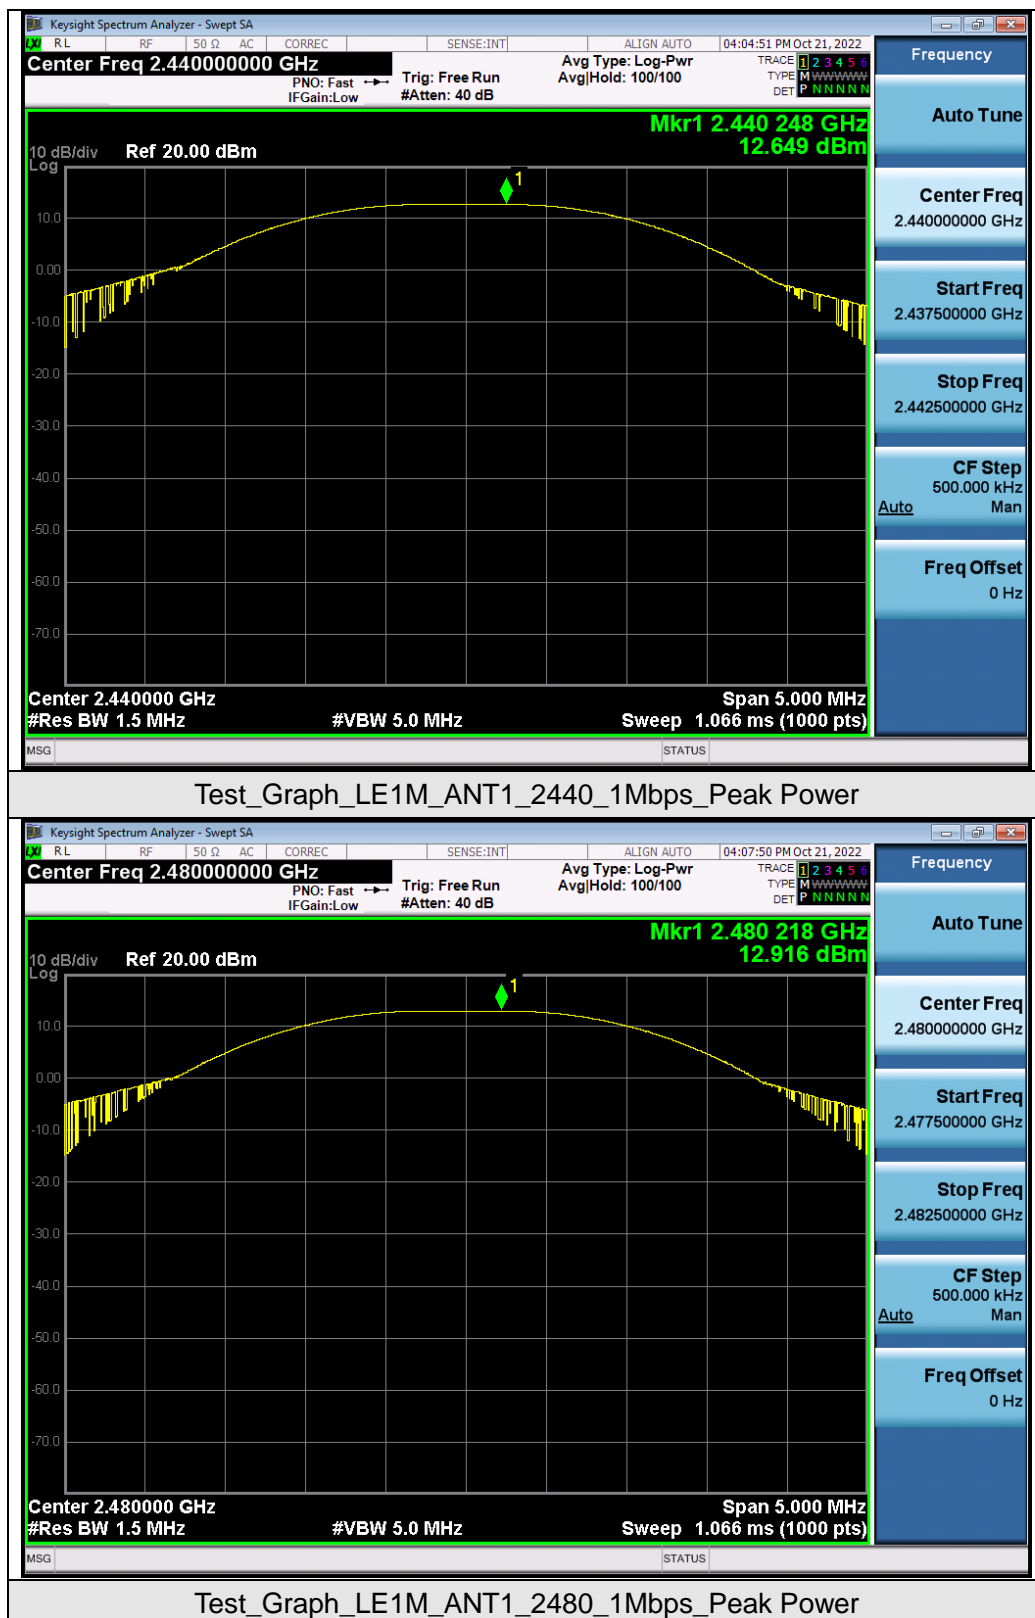 Keysight Spectrum Analyzer - Swept SA
LXI RL RF 50 Ω AC CORREC SENSE:INT ALIGN AUTO 04:04:51 PM Oct 21, 2022
Center Freq 2.440000000 GHz
PNO: Fast
IFGain:Low
Trig: Free Run
#Atten: 40 dB
Avg Type: Log-Pwr
Avg|Hold: 100/100
TRACE 1 2 3 4 5 6
TYPE M WWWWW
DET P N N N N N
Mkr1 2.440 248 GHz
12.649 dBm
10 dB/div Ref 20.00 dBm
Log
1
10.0
0.00
-10.0
-20.0
-30.0
-40.0
-50.0
-60.0
-70.0
Center 2.440000 GHz Span 5.000 MHz
#Res BW 1.5 MHz #VBW 5.0 MHz Sweep 1.066 ms (1000 pts)
MSG STATUS
Frequency
Auto Tune
Center Freq
2.440000000 GHz
Start Freq
2.437500000 GHz
Stop Freq
2.442500000 GHz
CF Step
500.000 kHz
Auto Man
Freq Offset
0 Hz
Test_Graph_LE1M_ANT1_2440_1Mbps_Peak Power
Keysight Spectrum Analyzer - Swept SA
LXI RL RF 50 Ω AC CORREC SENSE:INT ALIGN AUTO 04:07:50 PM Oct 21, 2022
Center Freq 2.480000000 GHz
PNO: Fast
IFGain:Low
Trig: Free Run
#Atten: 40 dB
Avg Type: Log-Pwr
Avg|Hold: 100/100
TRACE 1 2 3 4 5 6
TYPE M WWWWW
DET P N N N N N
Mkr1 2.480 218 GHz
12.916 dBm
10 dB/div Ref 20.00 dBm
Log
1
10.0
0.00
-10.0
-20.0
-30.0
-40.0
-50.0
-60.0
-70.0
Center 2.480000 GHz Span 5.000 MHz
#Res BW 1.5 MHz #VBW 5.0 MHz Sweep 1.066 ms (1000 pts)
MSG STATUS
Frequency
Auto Tune
Center Freq
2.480000000 GHz
Start Freq
2.477500000 GHz
Stop Freq
2.482500000 GHz
CF Step
500.000 kHz
Auto Man
Freq Offset
0 Hz
Test_Graph_LE1M_ANT1_2480_1Mbps_Peak Power